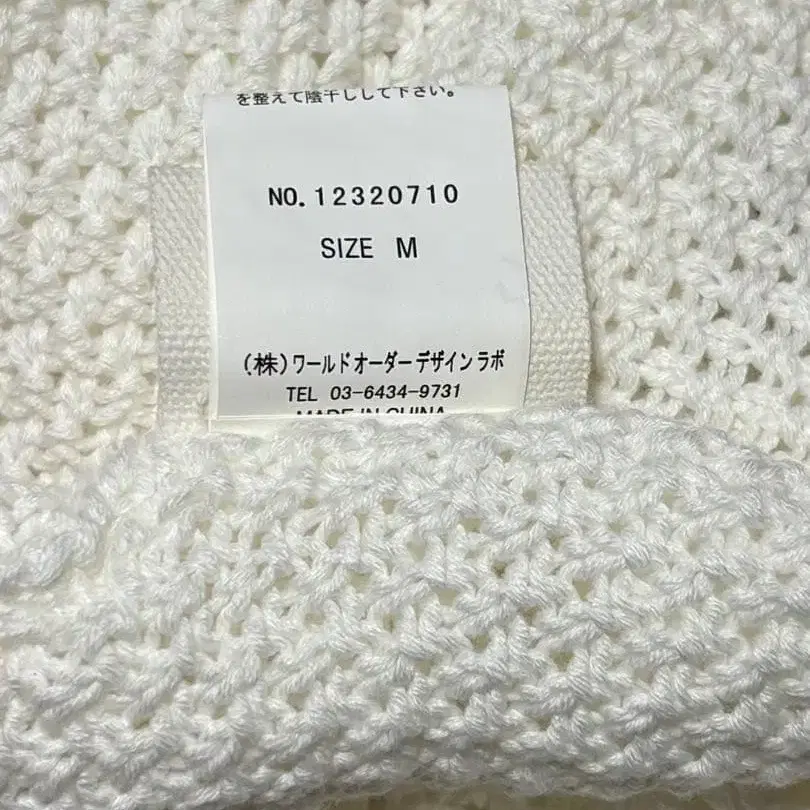 を整えて陰干しして下さい。
NO. 12320710
SIZE M
(株)ワールドオーダーデザインラボ
TEL 03-6434-9731
MADE IN CHINA